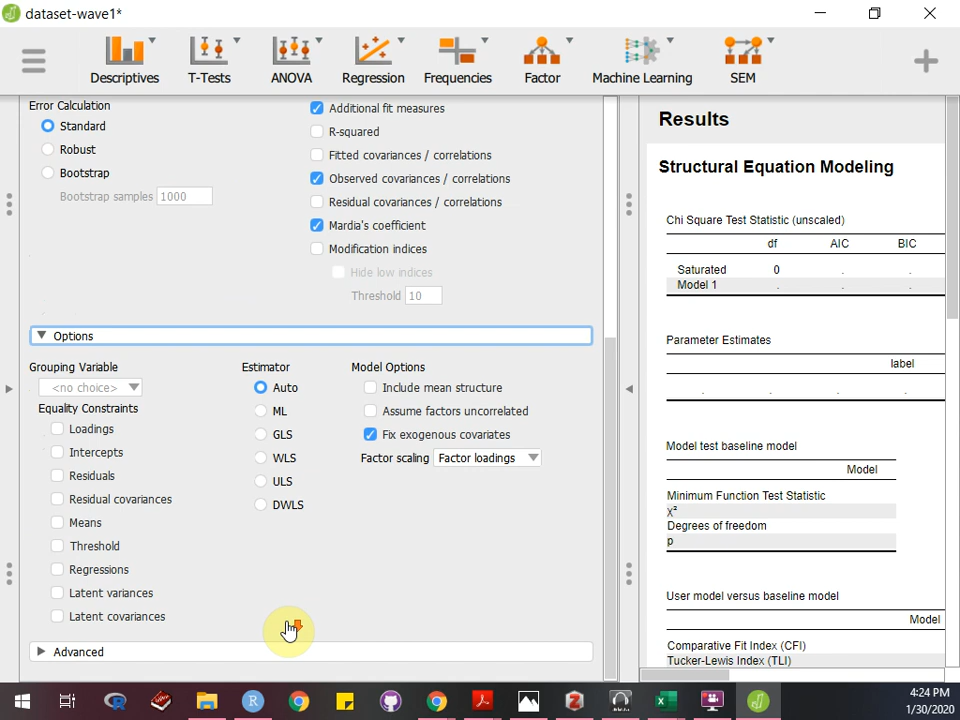 dataset-wave1*
Descriptives
T-Tests
ANOVA
Regression
Frequencies
Factor
Machine Learning
SEM
Error Calculation
Standard
Robust
Bootstrap
Bootstrap samples 1000
Additional fit measures
R-squared
Fitted covariances / correlations
Observed covariances / correlations
Residual covariances / correlations
Mardia's coefficient
Modification indices
Hide low indices
Threshold 10
Options
Grouping Variable
<no choice>
Equality Constraints
Loadings
Intercepts
Residuals
Residual covariances
Means
Threshold
Regressions
Latent variances
Latent covariances
Estimator
Auto
ML
GLS
WLS
ULS
DWLS
Model Options
Include mean structure
Assume factors uncorrelated
Fix exogenous covariates
Factor scaling Factor loadings
Advanced
Results
Structural Equation Modeling
Chi Square Test Statistic (unscaled)
df AIC BIC
Saturated 0 . .
Model 1 . . .
Parameter Estimates
label
. . . .
Model test baseline model
Model
Minimum Function Test Statistic
χ²
Degrees of freedom
p
User model versus baseline model
Model
Comparative Fit Index (CFI)
Tucker-Lewis Index (TLI)
4:24 PM
1/30/2020